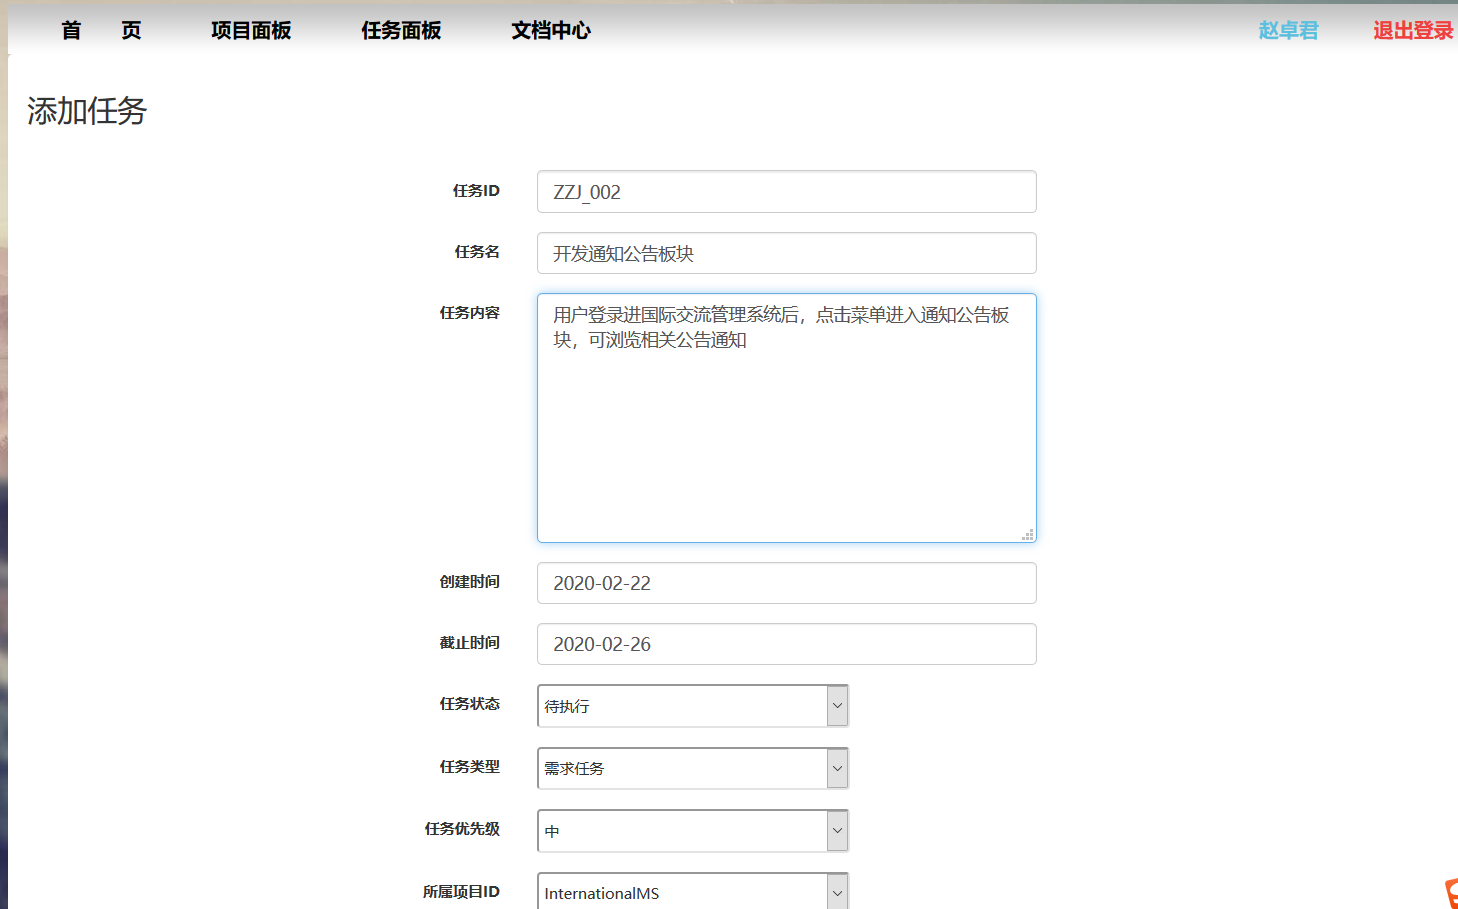 首 页 项目面板 任务面板 文档中心 赵卓君 退出登录
添加任务
任务ID ZZJ_002
任务名 开发通知公告板块
任务内容 用户登录进国际交流管理系统后，点击菜单进入通知公告板
块，可浏览相关公告通知
创建时间 2020-02-22
截止时间 2020-02-26
任务状态 待执行
任务类型 需求任务
任务优先级 中
所属项目ID InternationalMS